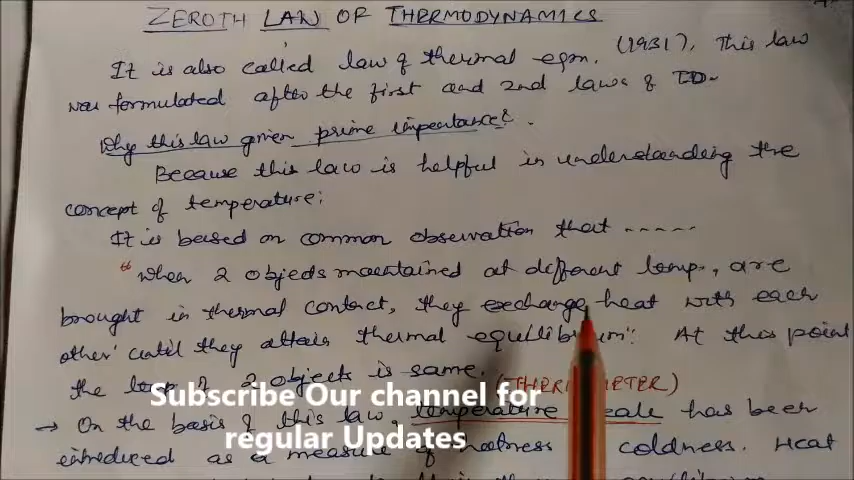 ZEROTH LAW OF THERMODYNAMICS
It is also called law of thermal eqm. (1931), This law
was formulated after the first and 2nd laws of TD.
Why this law given prime importance? .
Because this law is helpful in understanding the
concept of temperature:
It is based on common observation that -----
"When 2 objects maintained at different temp, are
brought in thermal contact, they exchange heat with each
other until they attain thermal equilibrium". At this point
the temp of 2 objects is same. (THERMOMETER)
→ On the basis of this law, temperature scale has been
introduced as a measure of hotness coldness. Heat
Subscribe Our channel for
regular Updates